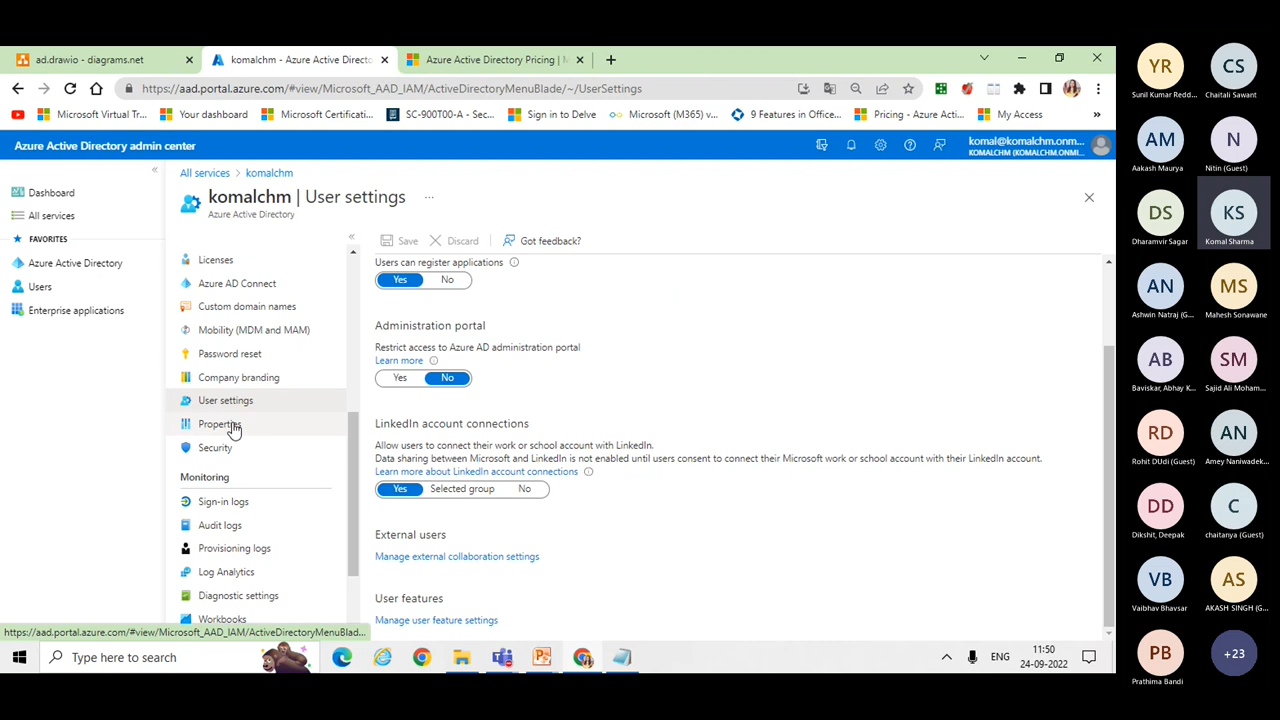 ad.drawio - diagrams.net
komalchm - Azure Active Directo
Azure Active Directory Pricing | M
https://aad.portal.azure.com/#view/Microsoft_AAD_IAM/ActiveDirectoryMenuBlade/~/UserSettings
Microsoft Virtual Tr...
Your dashboard
Microsoft Certificati...
SC-900T00-A - Sec...
Sign in to Delve
Microsoft (M365) v...
9 Features in Office...
Pricing - Azure Acti...
My Access
»
Azure Active Directory admin center
komal@komalchm.onm...
KOMALCHM (KOMALCHM.ONMI...
Dashboard
All services
FAVORITES
Azure Active Directory
Users
Enterprise applications
All services > komalchm
komalchm | User settings ...
Azure Active Directory
Licenses
Azure AD Connect
Custom domain names
Mobility (MDM and MAM)
Password reset
Company branding
User settings
Properties
Security
Monitoring
Sign-in logs
Audit logs
Provisioning logs
Log Analytics
Diagnostic settings
Workbooks
Save
Discard
Got feedback?
Users can register applications
Yes No
Administration portal
Restrict access to Azure AD administration portal
Learn more
Yes No
LinkedIn account connections
Allow users to connect their work or school account with LinkedIn.
Data sharing between Microsoft and LinkedIn is not enabled until users consent to connect their Microsoft work or school account with their LinkedIn account.
Learn more about LinkedIn account connections
Yes Selected group No
External users
Manage external collaboration settings
User features
Manage user feature settings
https://aad.portal.azure.com/#view/Microsoft_AAD_IAM/ActiveDirectoryMenuBlad...
Type here to search
ENG
11:50
24-09-2022
YR
Sunil Kumar Redd...
CS
Chaitali Sawant
AM
Aakash Maurya
N
Nitin (Guest)
DS
Dharamvir Sagar
KS
Komal Sharma
AN
Ashwin Natraj (G...
MS
Mahesh Sonawane
AB
Baviskar, Abhay K...
SM
Sajid Ali Moham...
RD
Rohit DUdi (Guest)
AN
Amey Naniwadek...
DD
Dikshit, Deepak
C
chaitanya (Guest)
VB
Vaibhav Bhavsar
AS
AKASH SINGH (G...
PB
Prathima Bandi
+23